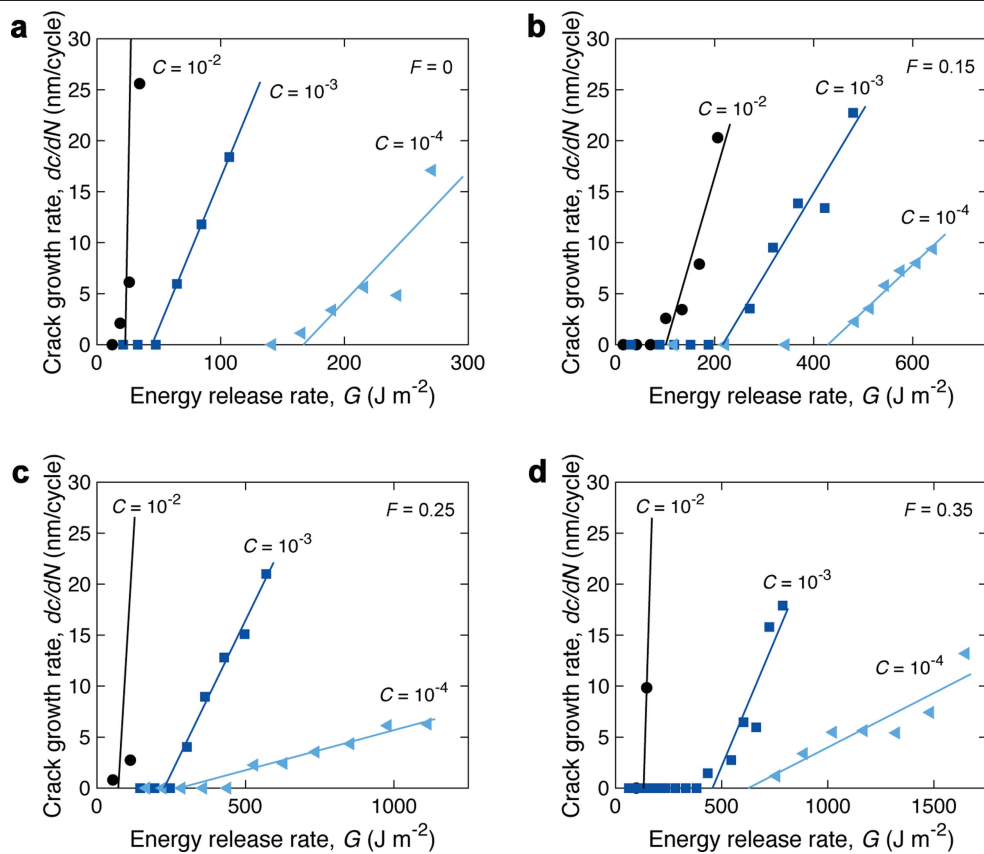 a
Crack growth rate, dc/dN (nm/cycle)
30
25
20
15
10
5
0
C = 10⁻²
C = 10⁻³
C = 10⁻⁴
F = 0
0 100 200 300
Energy release rate, G (J m⁻²)
b
Crack growth rate, dc/dN (nm/cycle)
30
25
20
15
10
5
0
C = 10⁻²
C = 10⁻³
C = 10⁻⁴
F = 0.15
0 200 400 600
Energy release rate, G (J m⁻²)
c
Crack growth rate, dc/dN (nm/cycle)
30
25
20
15
10
5
0
C = 10⁻²
C = 10⁻³
C = 10⁻⁴
F = 0.25
0 500 1000
Energy release rate, G (J m⁻²)
d
Crack growth rate, dc/dN (nm/cycle)
30
25
20
15
10
5
0
C = 10⁻²
C = 10⁻³
C = 10⁻⁴
F = 0.35
0 500 1000 1500
Energy release rate, G (J m⁻²)